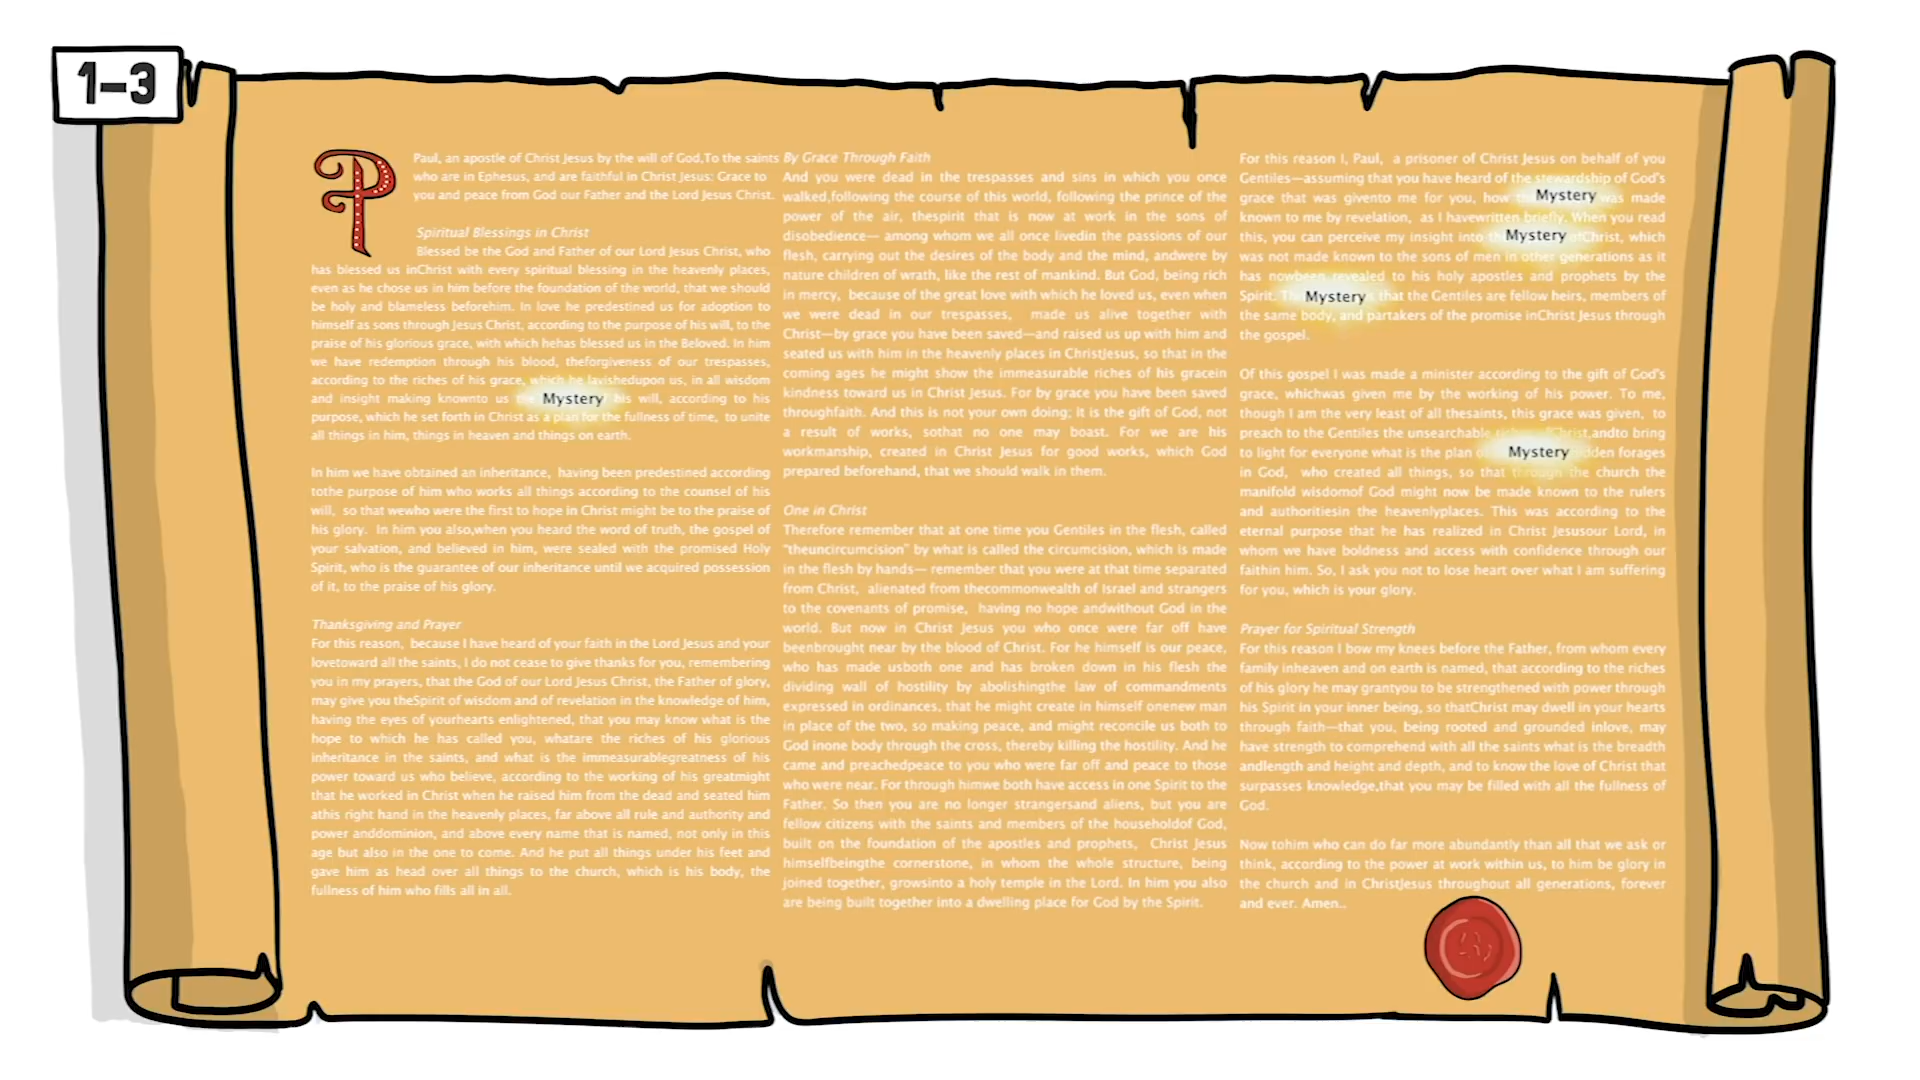 1-3
P
Paul, an apostle of Christ Jesus by the will of God,To the saints
who are in Ephesus, and are faithful in Christ Jesus: Grace to
you and peace from God our Father and the Lord Jesus Christ.
Spiritual Blessings in Christ
Blessed be the God and Father of our Lord Jesus Christ, who
has blessed us inChrist with every spiritual blessing in the heavenly places,
even as he chose us in him before the foundation of the world, that we should
be holy and blameless beforehim. In love he predestined us for adoption to
himself as sons through Jesus Christ, according to the purpose of his will, to the
praise of his glorious grace, with which hehas blessed us in the Beloved. In him
we have redemption through his blood, theforgiveness of our trespasses,
according to the riches of his grace, which he lavishedupon us, in all wisdom
and insight making knownto us Mystery his will, according to his
purpose, which he set forth in Christ as a plan for the fullness of time, to unite
all things in him, things in heaven and things on earth.
In him we have obtained an inheritance, having been predestined according
tothe purpose of him who works all things according to the counsel of his
will, so that wewho were the first to hope in Christ might be to the praise of
his glory. In him you also,when you heard the word of truth, the gospel of
your salvation, and believed in him, were sealed with the promised Holy
Spirit, who is the guarantee of our inheritance until we acquired possession
of it, to the praise of his glory.
Thanksgiving and Prayer
For this reason, because I have heard of your faith in the Lord Jesus and your
lovetoward all the saints, I do not cease to give thanks for you, remembering
you in my prayers, that the God of our Lord Jesus Christ, the Father of glory,
may give you theSpirit of wisdom and of revelation in the knowledge of him,
having the eyes of yourhearts enlightened, that you may know what is the
hope to which he has called you, whatare the riches of his glorious
inheritance in the saints, and what is the immeasurablegreatness of his
power toward us who believe, according to the working of his greatmight
that he worked in Christ when he raised him from the dead and seated him
athis right hand in the heavenly places, far above all rule and authority and
power anddominion, and above every name that is named, not only in this
age but also in the one to come. And he put all things under his feet and
gave him as head over all things to the church, which is his body, the
fullness of him who fills all in all.
By Grace Through Faith
And you were dead in the trespasses and sins in which you once
walked,following the course of this world, following the prince of the
power of the air, thespirit that is now at work in the sons of
disobedience— among whom we all once livedin the passions of our
flesh, carrying out the desires of the body and the mind, andwere by
nature children of wrath, like the rest of mankind. But God, being rich
in mercy, because of the great love with which he loved us, even when
we were dead in our trespasses, made us alive together with
Christ—by grace you have been saved—and raised us up with him and
seated us with him in the heavenly places in ChristJesus, so that in the
coming ages he might show the immeasurable riches of his gracein
kindness toward us in Christ Jesus. For by grace you have been saved
throughfaith. And this is not your own doing; it is the gift of God, not
a result of works, sothat no one may boast. For we are his
workmanship, created in Christ Jesus for good works, which God
prepared beforehand, that we should walk in them.
One in Christ
Therefore remember that at one time you Gentiles in the flesh, called
"theuncircumcision" by what is called the circumcision, which is made
in the flesh by hands— remember that you were at that time separated
from Christ, alienated from thecommonwealth of Israel and strangers
to the covenants of promise, having no hope andwithout God in the
world. But now in Christ Jesus you who once were far off have
beenbrought near by the blood of Christ. For he himself is our peace,
who has made usboth one and has broken down in his flesh the
dividing wall of hostility by abolishingthe law of commandments
expressed in ordinances, that he might create in himself onenew man
in place of the two, so making peace, and might reconcile us both to
God inone body through the cross, thereby killing the hostility. And he
came and preachedpeace to you who were far off and peace to those
who were near. For through himwe both have access in one Spirit to the
Father. So then you are no longer strangersand aliens, but you are
fellow citizens with the saints and members of the householdof God,
built on the foundation of the apostles and prophets, Christ Jesus
himselfbeingthe cornerstone, in whom the whole structure, being
joined together, growsinto a holy temple in the Lord. In him you also
are being built together into a dwelling place for God by the Spirit.
For this reason I, Paul, a prisoner of Christ Jesus on behalf of you
Gentiles—assuming that you have heard of the stewardship of God's
grace that was givento me for you, how Mystery was made
known to me by revelation, as I havewritten briefly. When you read
this, you can perceive my insight into Mystery ofChrist, which
was not made known to the sons of men in other generations as it
has nowbeen revealed to his holy apostles and prophets by the
Spirit. Mystery that the Gentiles are fellow heirs, members of
the same body, and partakers of the promise inChrist Jesus through
the gospel.
Of this gospel I was made a minister according to the gift of God's
grace, whichwas given me by the working of his power. To me,
though I am the very least of all thesaints, this grace was given, to
preach to the Gentiles the unsearchable riches ofChrist,andto bring
to light for everyone what is the plan Mystery forages
in God, who created all things, so that through the church the
manifold wisdomof God might now be made known to the rulers
and authoritiesin the heavenlyplaces. This was according to the
eternal purpose that he has realized in Christ Jesusour Lord, in
whom we have boldness and access with confidence through our
faithin him. So, I ask you not to lose heart over what I am suffering
for you, which is your glory.
Prayer for Spiritual Strength
For this reason I bow my knees before the Father, from whom every
family inheaven and on earth is named, that according to the riches
of his glory he may grantyou to be strengthened with power through
his Spirit in your inner being, so thatChrist may dwell in your hearts
through faith—that you, being rooted and grounded inlove, may
have strength to comprehend with all the saints what is the breadth
andlength and height and depth, and to know the love of Christ that
surpasses knowledge,that you may be filled with all the fullness of
God.
Now tohim who can do far more abundantly than all that we ask or
think, according to the power at work within us, to him be glory in
the church and in ChristJesus throughout all generations, forever
and ever. Amen..